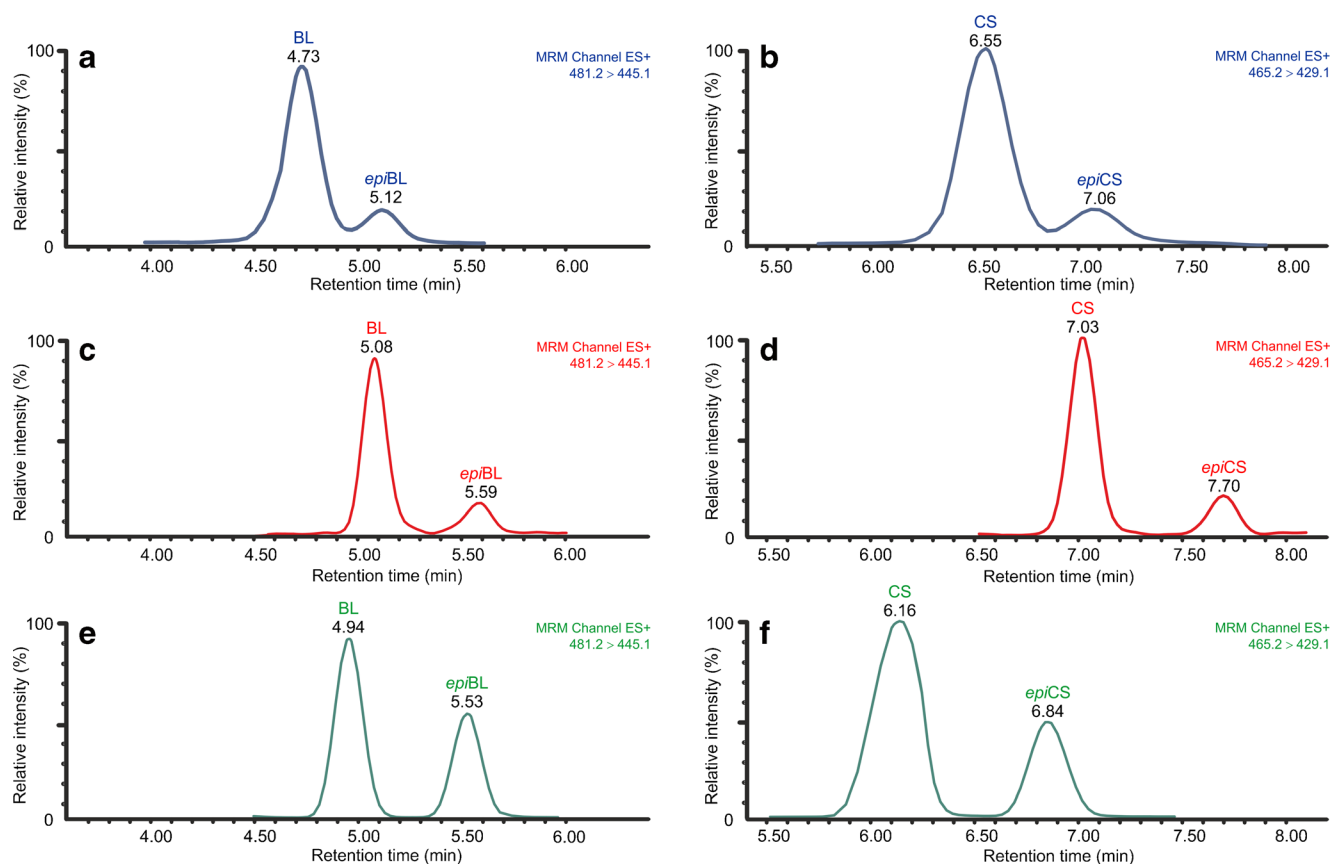 a
BL
4.73
epiBL
5.12
MRM Channel ES+
481.2 > 445.1
100
0
Relative intensity (%)
4.00 4.50 5.00 5.50 6.00
Retention time (min)
b
CS
6.55
epiCS
7.06
MRM Channel ES+
465.2 > 429.1
100
0
Relative intensity (%)
5.50 6.00 6.50 7.00 7.50 8.00
Retention time (min)
c
BL
5.08
epiBL
5.59
MRM Channel ES+
481.2 > 445.1
100
0
Relative intensity (%)
4.00 4.50 5.00 5.50 6.00
Retention time (min)
d
CS
7.03
epiCS
7.70
MRM Channel ES+
465.2 > 429.1
100
0
Relative intensity (%)
5.50 6.00 6.50 7.00 7.50 8.00
Retention time (min)
e
BL
4.94
epiBL
5.53
MRM Channel ES+
481.2 > 445.1
100
0
Relative intensity (%)
4.00 4.50 5.00 5.50 6.00
Retention time (min)
f
CS
6.16
epiCS
6.84
MRM Channel ES+
465.2 > 429.1
100
0
Relative intensity (%)
5.50 6.00 6.50 7.00 7.50 8.00
Retention time (min)